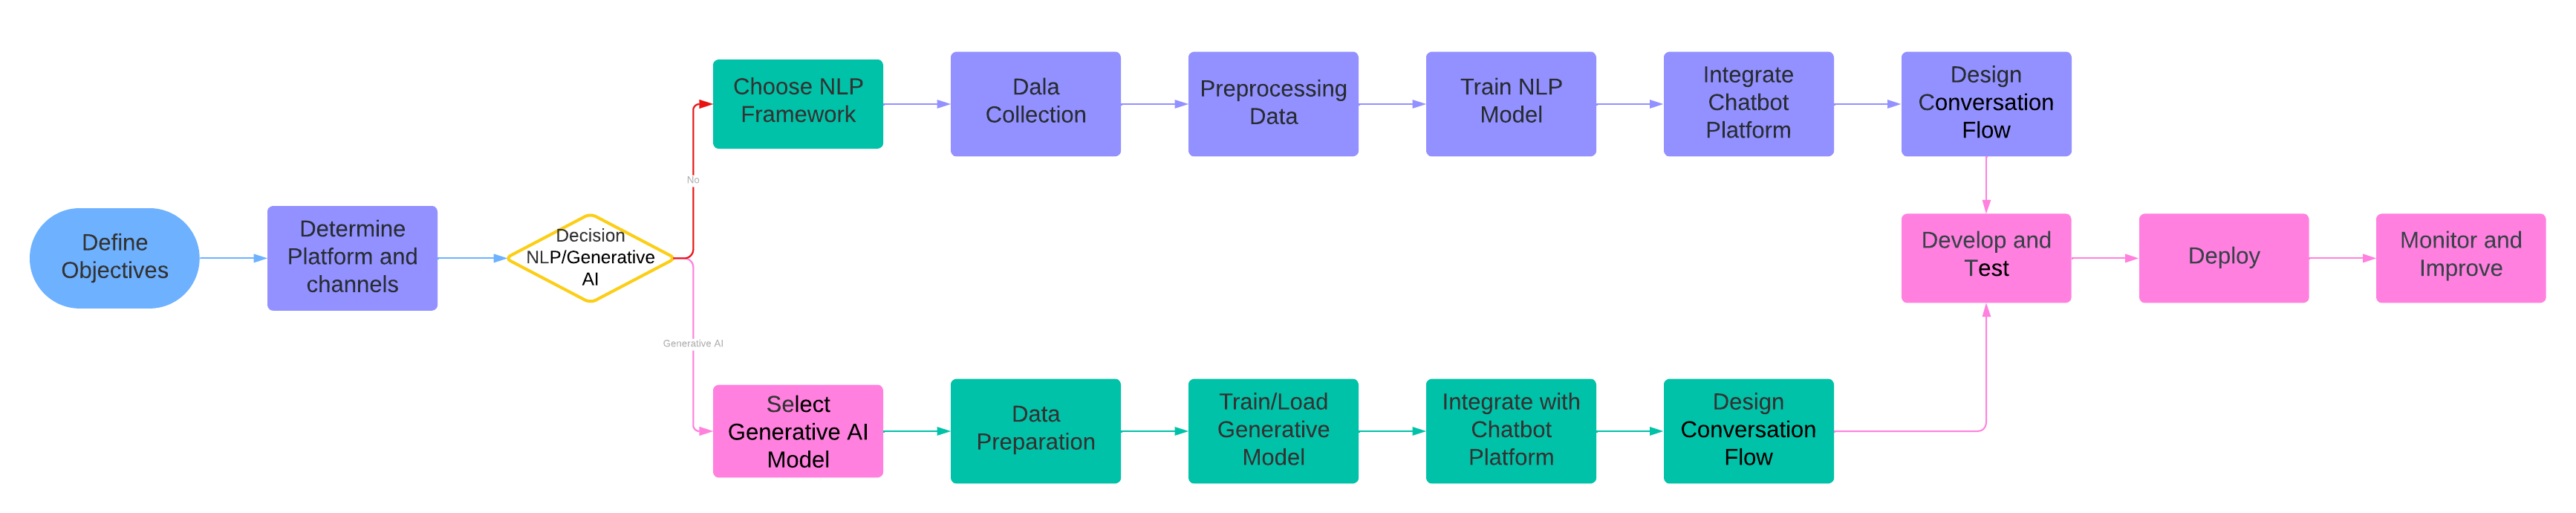 Define
Objectives
Determine
Platform and
channels
Decision
NLP/Generative
AI
No
Generative AI
Choose NLP
Framework
Dala
Collection
Preprocessing
Data
Train NLP
Model
Integrate
Chatbot
Platform
Design
Conversation
Flow
Select
Generative AI
Model
Data
Preparation
Train/Load
Generative
Model
Integrate with
Chatbot
Platform
Design
Conversation
Flow
Develop and
Test
Deploy
Monitor and
Improve